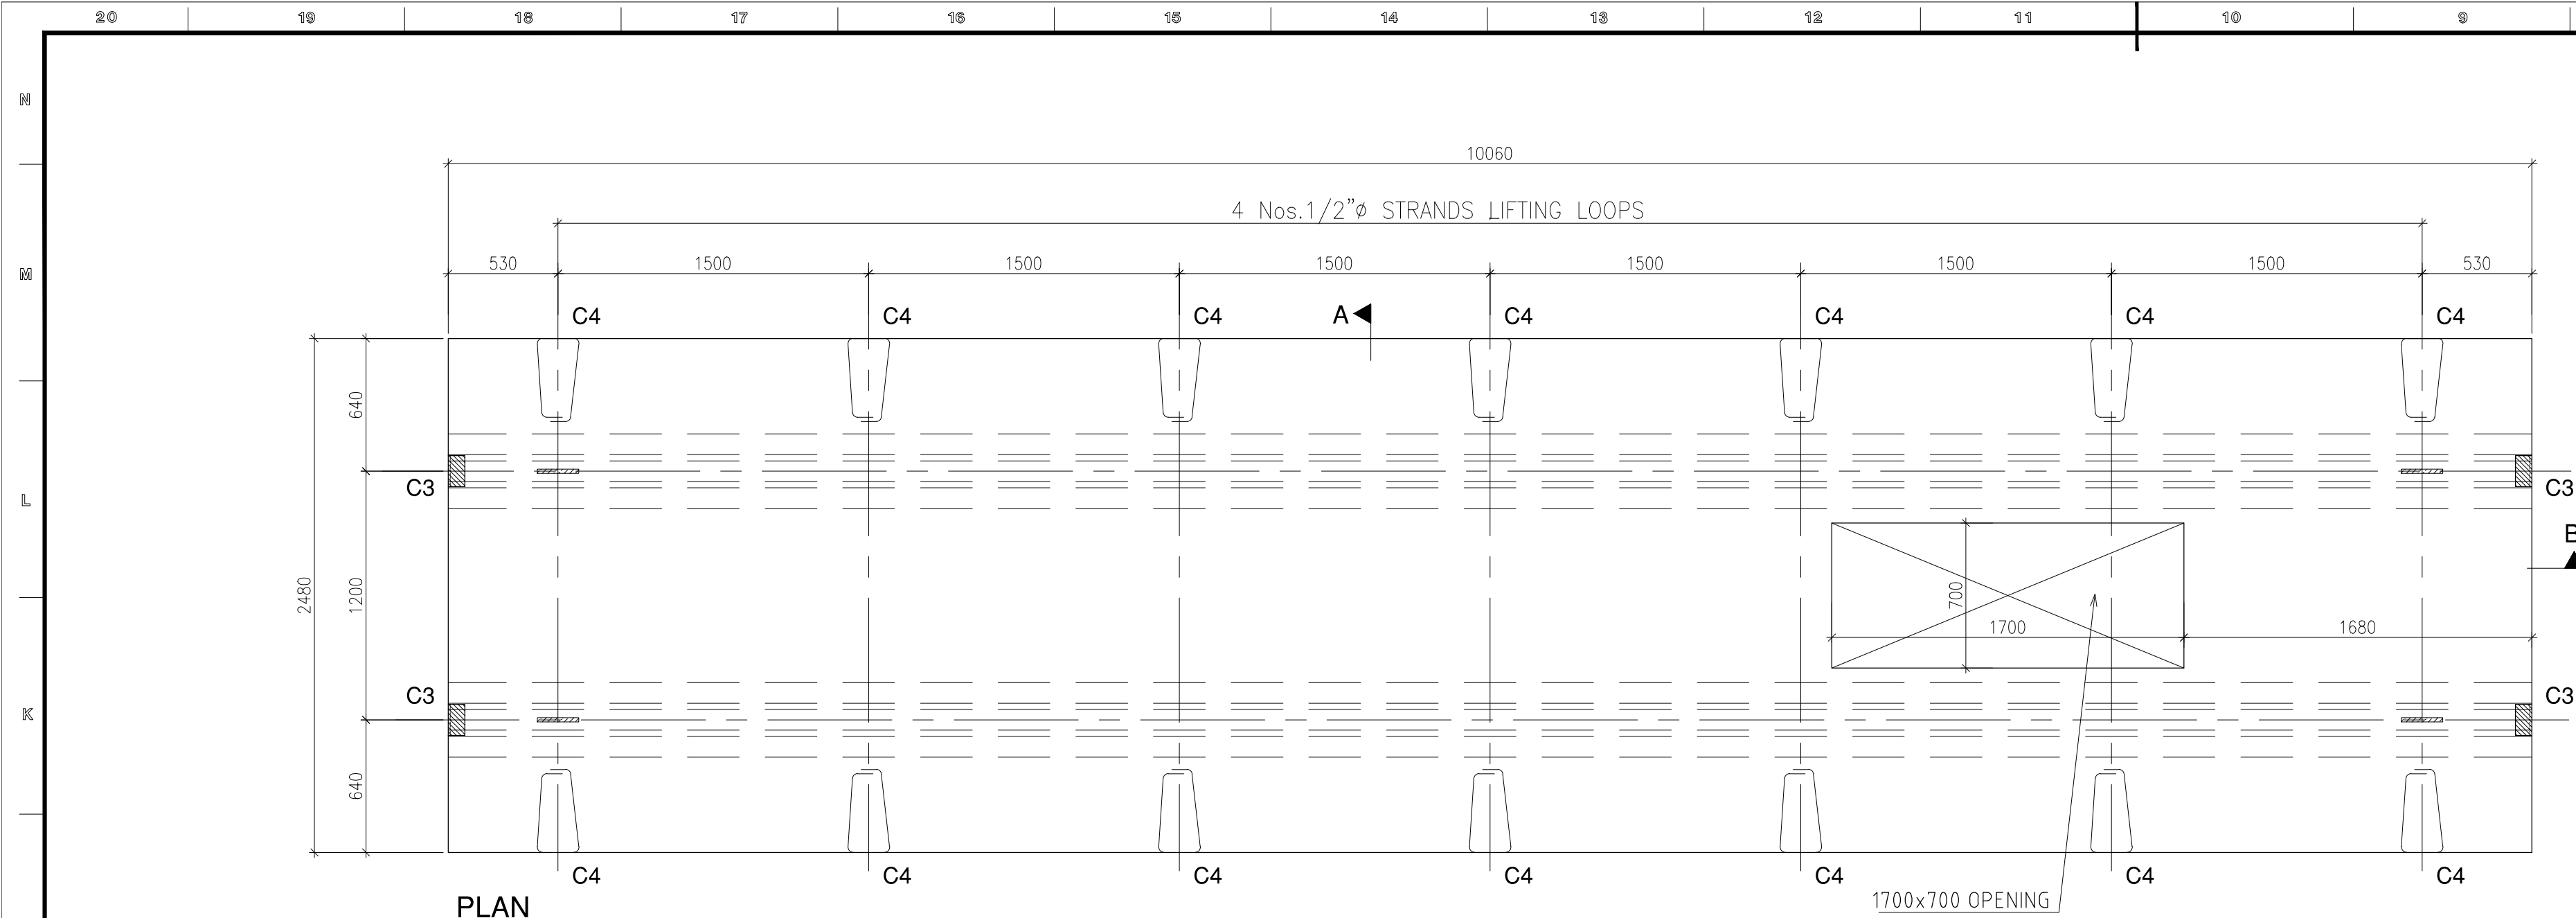 20 19 18 17 16 15 14 13 12 11 10 9
N
10060
4 Nos.1/2"ø STRANDS LIFTING LOOPS
M
530 1500 1500 1500 1500 1500 1500 530
C4 C4 C4 A C4 C4 C4 C4
640
C3 C3
L
B
2480 1200 700
1700 1680
C3 C3
K
640
C4 C4 C4 C4 C4 C4 C4
1700x700 OPENING
PLAN